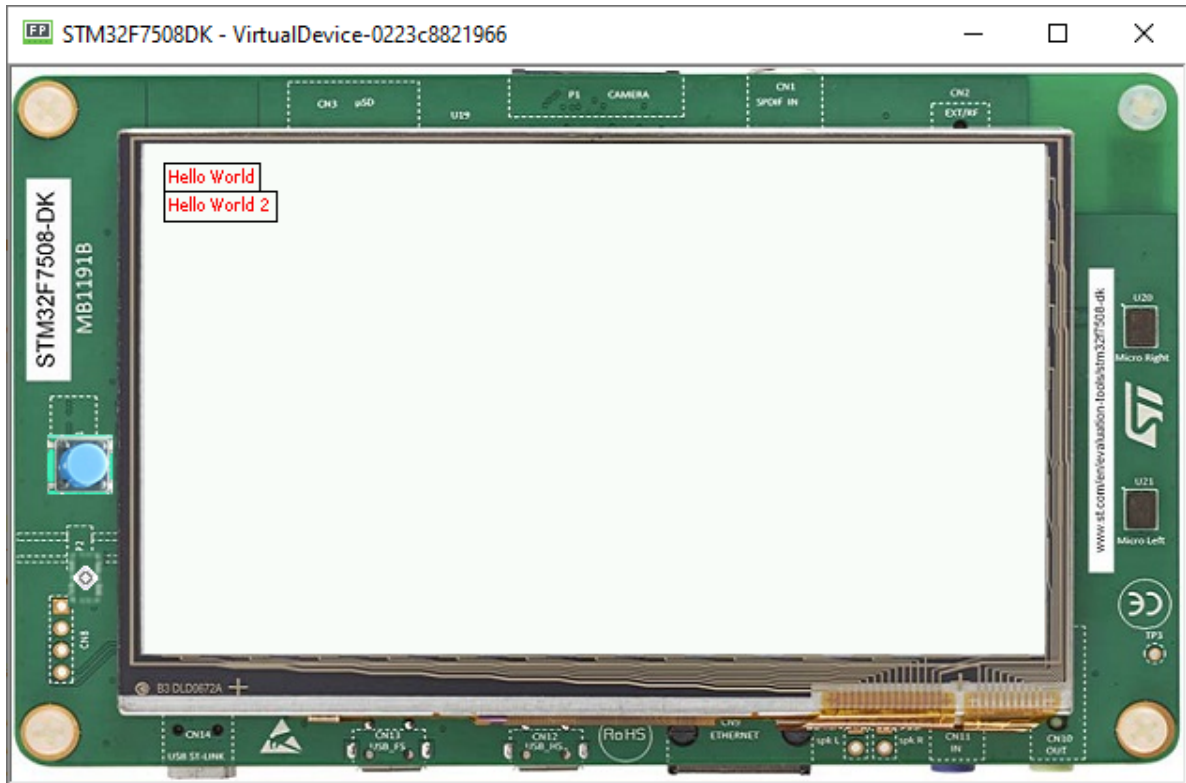 STM32F7508DK - VirtualDevice-0223c8821966
CN3 µSD
U19
P1 CAMERA
CN1
SPDIF IN
CN2
EXT/RF
Hello World
Hello World 2
STM32F7508-DK
MB1191B
www.st.com/en/evaluation-tools/stm32f7508-dk
U20
Micro Right
ST
U21
Micro Left
CE
TP3
P2
CN8
B3 DLD0672A
CN14
USB ST-LINK
CN13
USB_FS
CN12
USB_HS
RoHS
CN9
ETHERNET
spk L
spk R
CN11
IN
CN10
OUT